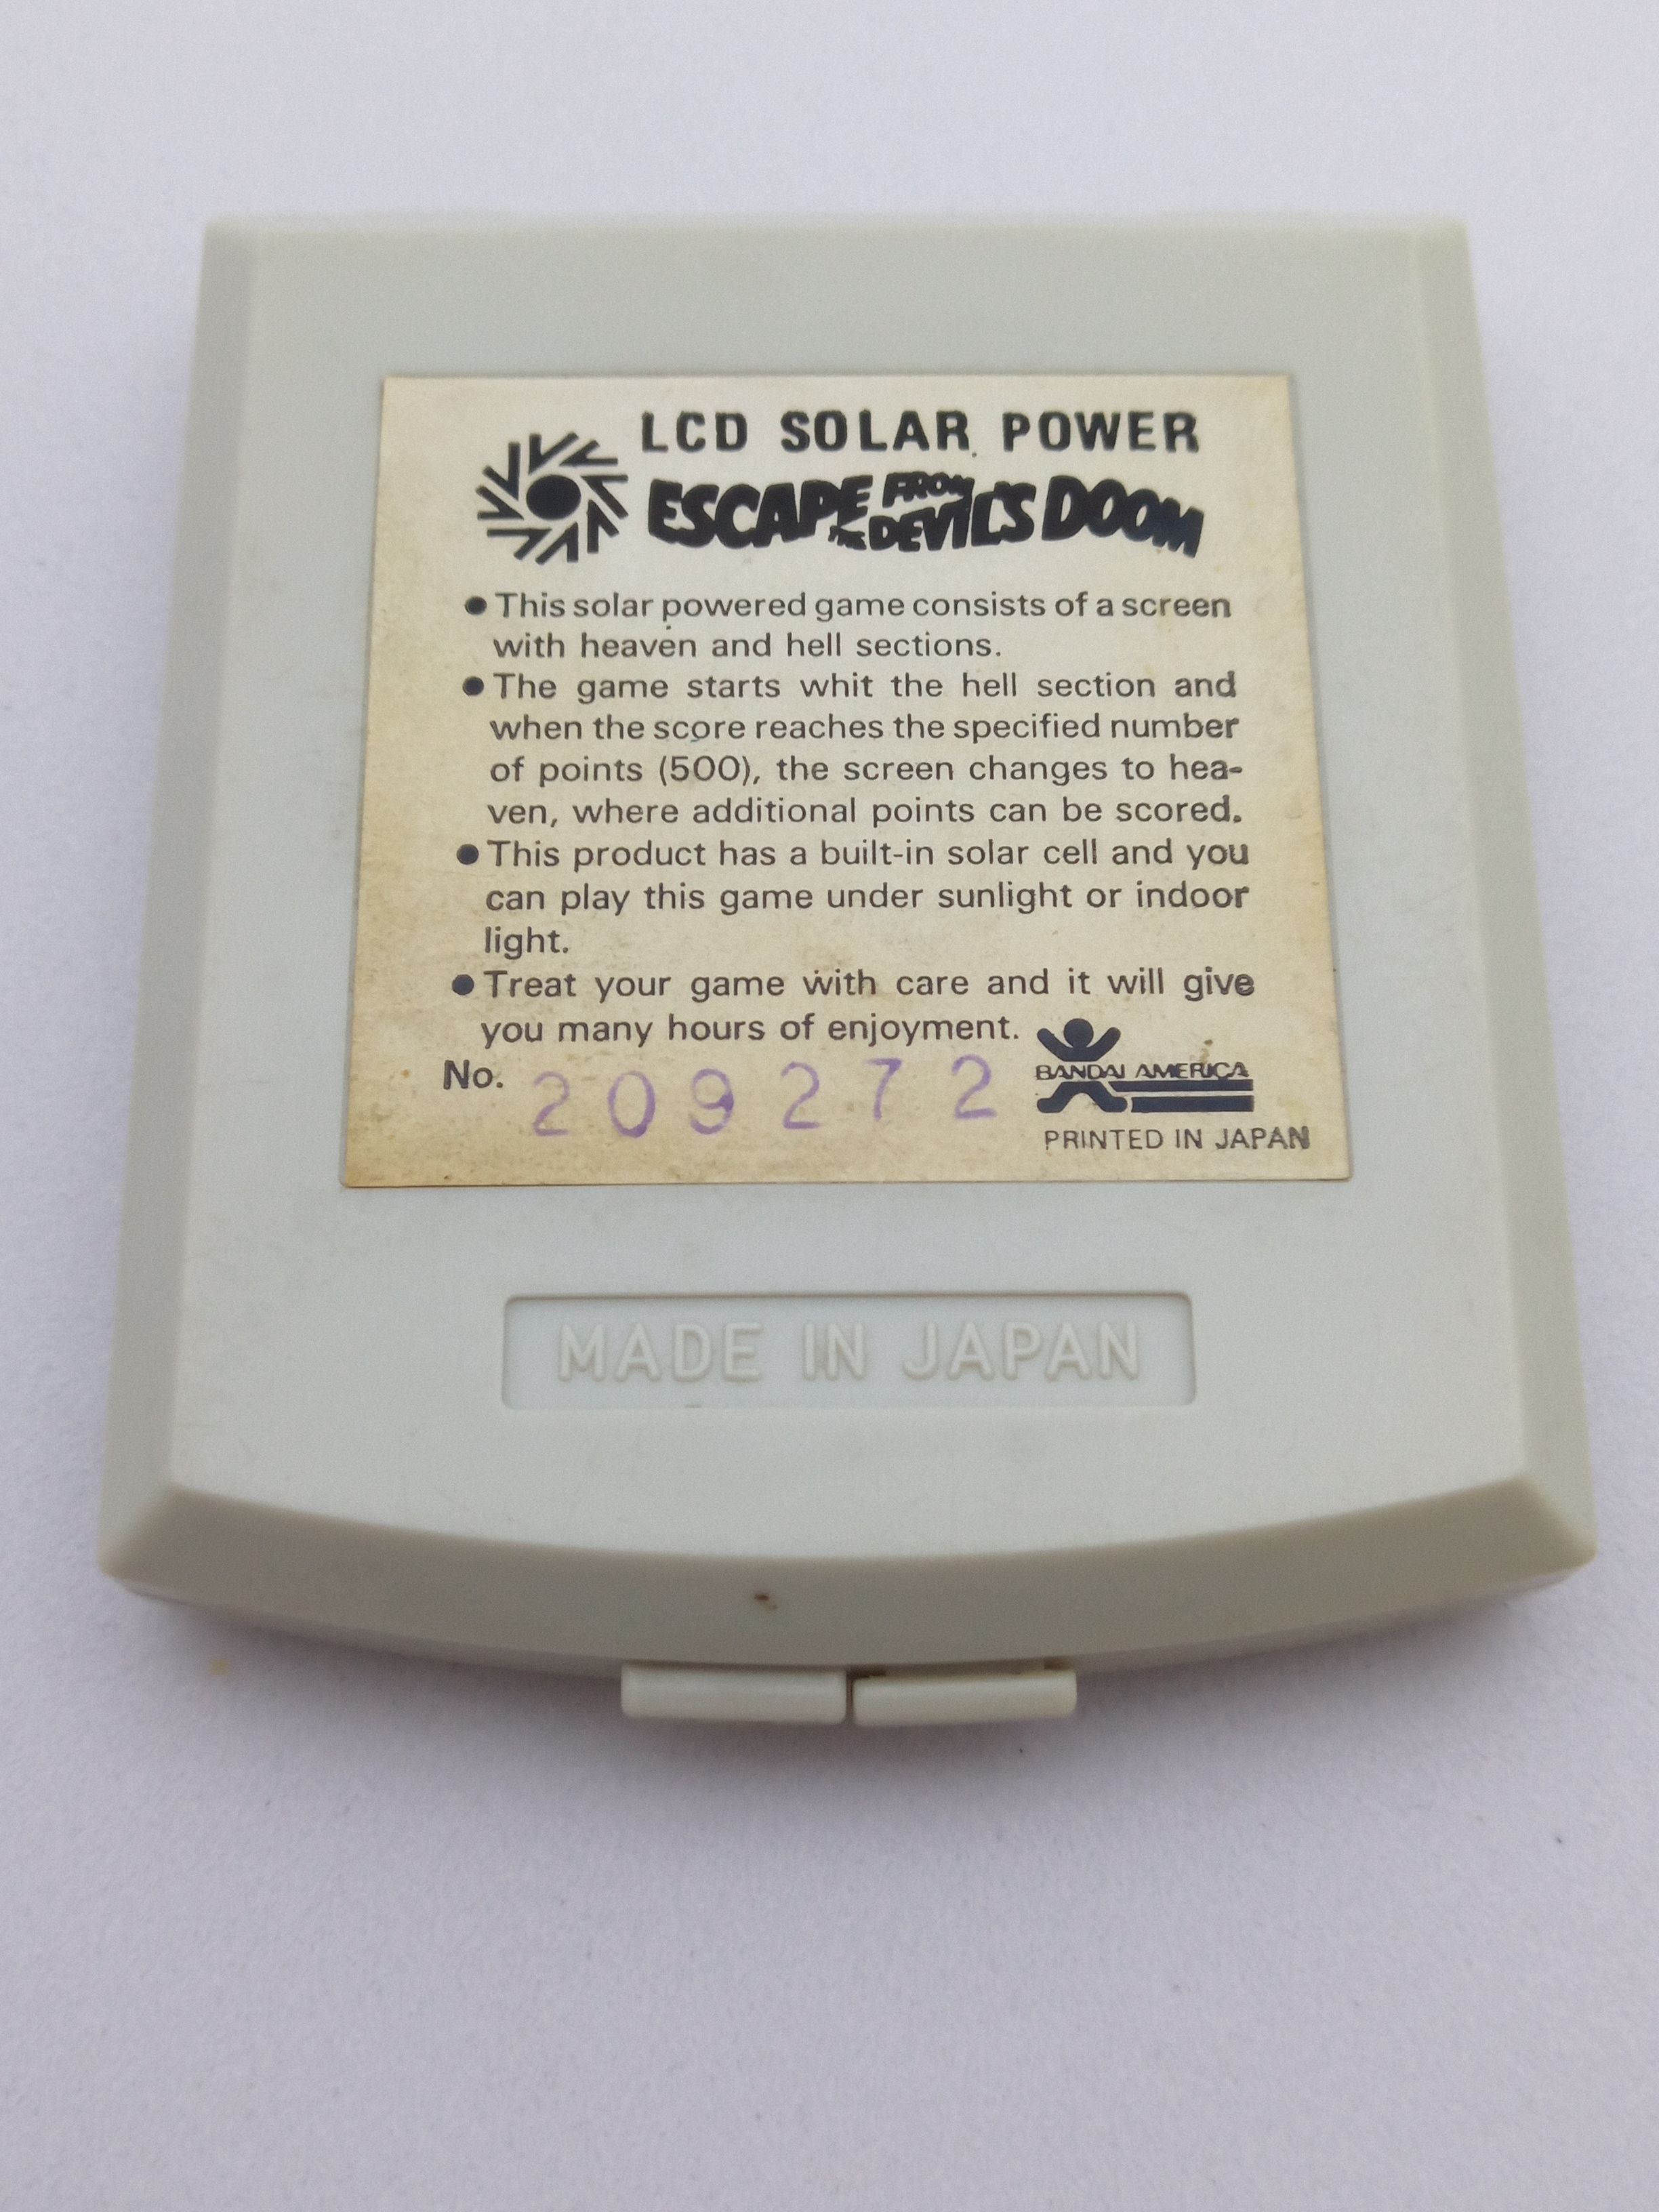 LCD SOLAR POWER
ESCAPE FROM THE DEVIL'S DOOM
● This solar powered game consists of a screen
with heaven and hell sections.
● The game starts whit the hell section and
when the score reaches the specified number
of points (500), the screen changes to hea-
ven, where additional points can be scored.
● This product has a built-in solar cell and you
can play this game under sunlight or indoor
light.
● Treat your game with care and it will give
you many hours of enjoyment.
No. 209272
BANDAI AMERICA
PRINTED IN JAPAN
MADE IN JAPAN